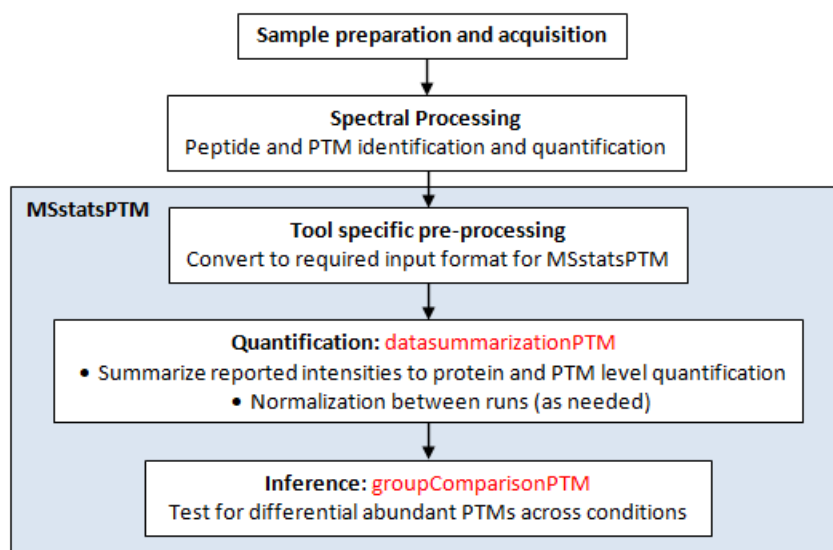 Sample preparation and acquisition
Spectral Processing
Peptide and PTM identification and quantification
MSstatsPTM
Tool specific pre-processing
Convert to required input format for MSstatsPTM
Quantification: datasummarizationPTM
• Summarize reported intensities to protein and PTM level quantification
• Normalization between runs (as needed)
Inference: groupComparisonPTM
Test for differential abundant PTMs across conditions